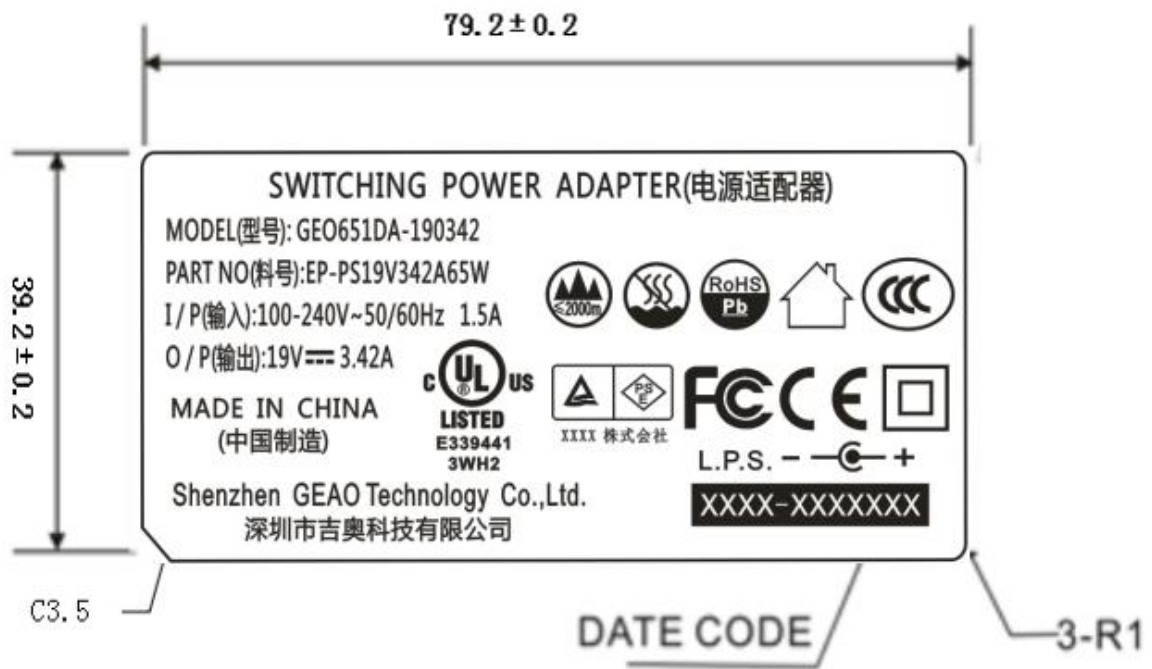 79.2±0.2
39.2±0.2
SWITCHING POWER ADAPTER(电源适配器)
MODEL(型号): GEO651DA-190342
PART NO(料号):EP-PS19V342A65W
I / P(输入):100-240V~50/60Hz 1.5A
O / P(输出):19V⎓3.42A
MADE IN CHINA
(中国制造)
Shenzhen GEAO Technology Co.,Ltd.
深圳市吉奥科技有限公司
≤2000m
RoHS
Pb
CCC
C UL® US
LISTED
E339441
3WH2
PS
E
XXXX 株式会社
FC CE
L.P.S. - +
XXXX-XXXXXXX
C3.5
DATE CODE
3-R1